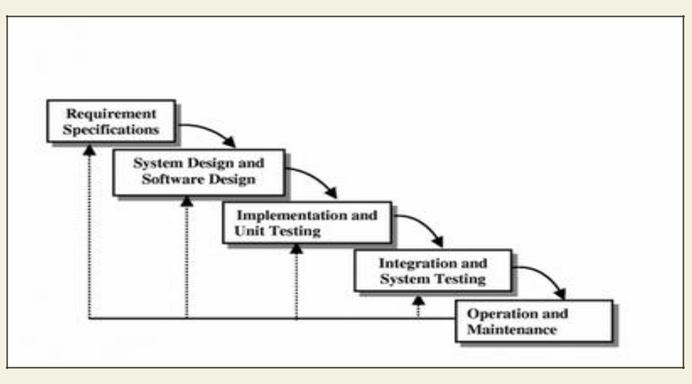 Requirement
Specifications
System Design and
Software Design
Implementation and
Unit Testing
Integration and
System Testing
Operation and
Maintenance